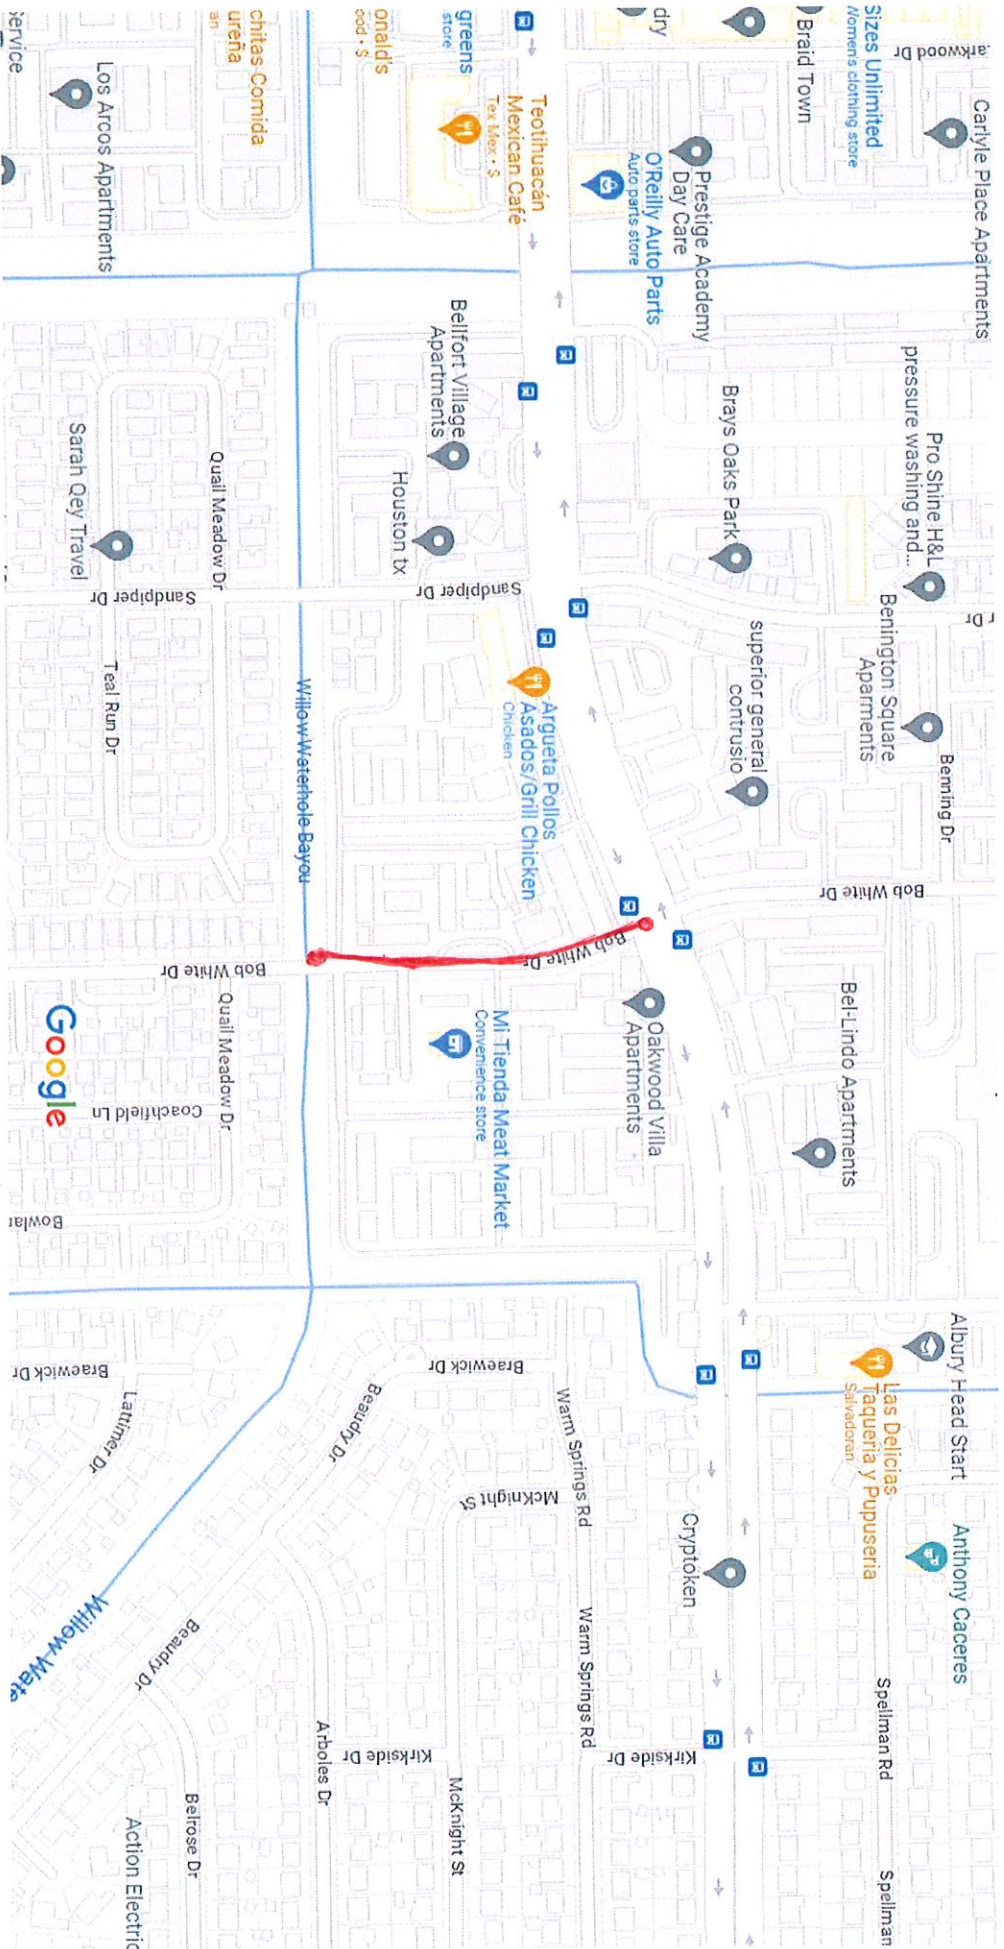 Carlyle Place Apartments
Albury Head Start
Anthony Caceres
Benning Dr
Pro Shine H&L
pressure washing and...
Benington Square
Aparments
Bob White Dr
Las Delicias
Taqueria y Pupuseria
Salvadoran
Spellman Rd
Spellman
Sizes Unlimited
Women's clothing store
Bel-Lindo Apartments
Braid Town
superior general
contrusio
Brays Oaks Park
Prestige Academy
Day Care
Cryptoken
O'Reilly Auto Parts
Auto parts store
Oakwood Villa
Apartments
Kirkside Dr
Bob White Dr
Warm Springs Rd
Warm Springs Rd
Teotihuacán
Mexican Café
Tex Mex • $
Argueta Pollos
Asados/Grill Chicken
Chicken
Sandpiper Dr
Mi Tienda Meat Market
Convenience store
Braewick Dr
McKnight St
McKnight St
Bellfort Village
Apartments
Houston tx
Kirkside Dr
Beaudry Dr
Arboles Dr
Willow Waterhole Bayou
Quail Meadow Dr
Quail Meadow Dr
Bob White Dr
Coachfield Ln
Sandpiper Dr
Beaudry Dr
Belrose Dr
Los Arcos Apartments
Teal Run Dr
Lattimer Dr
Action Electric
Sarah Qey Travel
Google
Braewick Dr